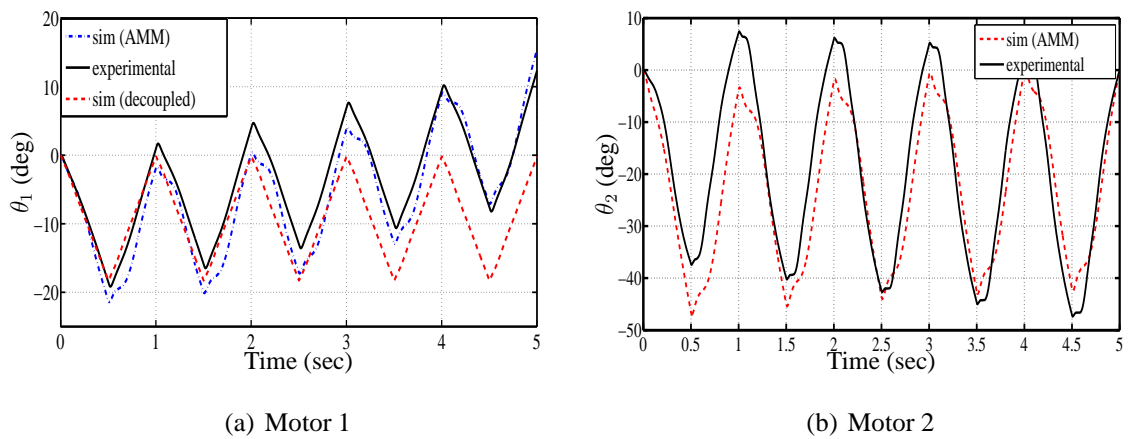 20
10
0
−10
−20
θ1 (deg)
sim (AMM)
experimental
sim (decoupled)
0 1 2 3 4 5
Time (sec)
(a) Motor 1
10
0
−10
−20
−30
−40
−50
θ2 (deg)
sim (AMM)
experimental
0 0.5 1 1.5 2 2.5 3 3.5 4 4.5 5
Time (sec)
(b) Motor 2